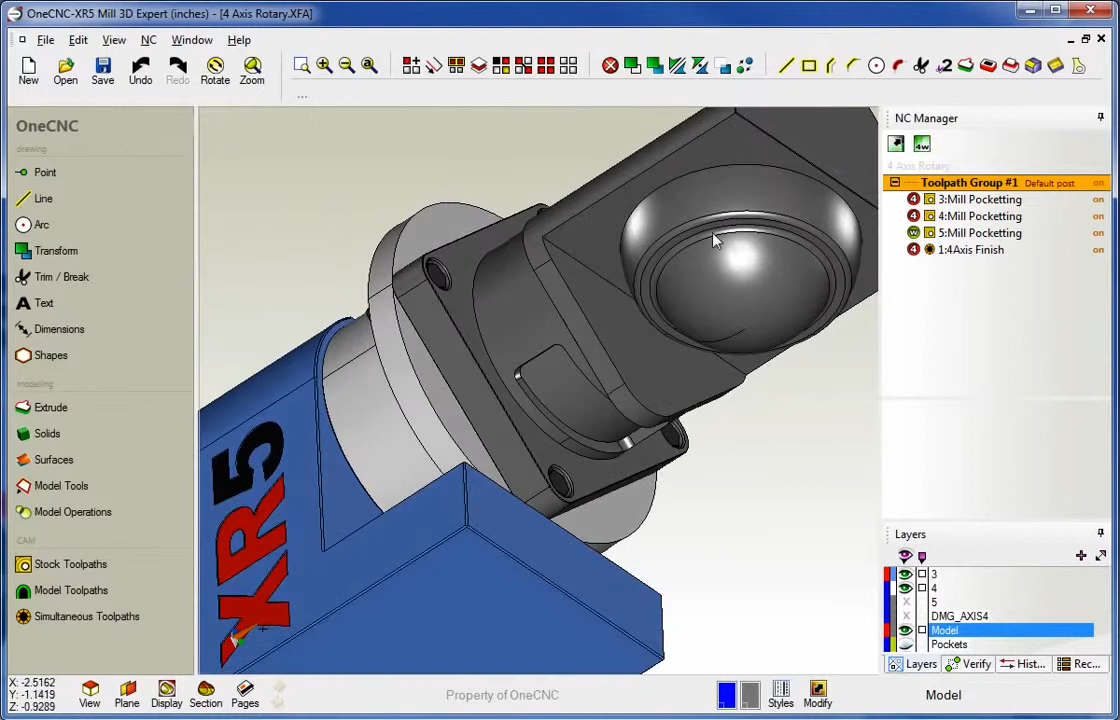 OneCNC-XR5 Mill 3D Expert (inches) - [4 Axis Rotary.XFA]
File Edit View NC Window Help
New Open Save Undo Redo Rotate Zoom
OneCNC
drawing
Point
Line
Arc
Transform
Trim / Break
Text
Dimensions
Shapes
modelling
Extrude
Solids
Surfaces
Model Tools
Model Operations
CAM
Stock Toolpaths
Model Toolpaths
Simultaneous Toolpaths
XR5
NC Manager
4 Axis Rotary
Toolpath Group #1 Default post on
3:Mill Pocketting on
4:Mill Pocketting on
5:Mill Pocketting on
1:4Axis Finish on
Layers
3
4
5
DMG_AXIS4
Model
Pockets
Layers Verify Hist... Rec...
X: -2.5162
Y: -1.1419
Z: -0.9289
View Plane Display Section Pages
Property of OneCNC
Styles Modify
Model